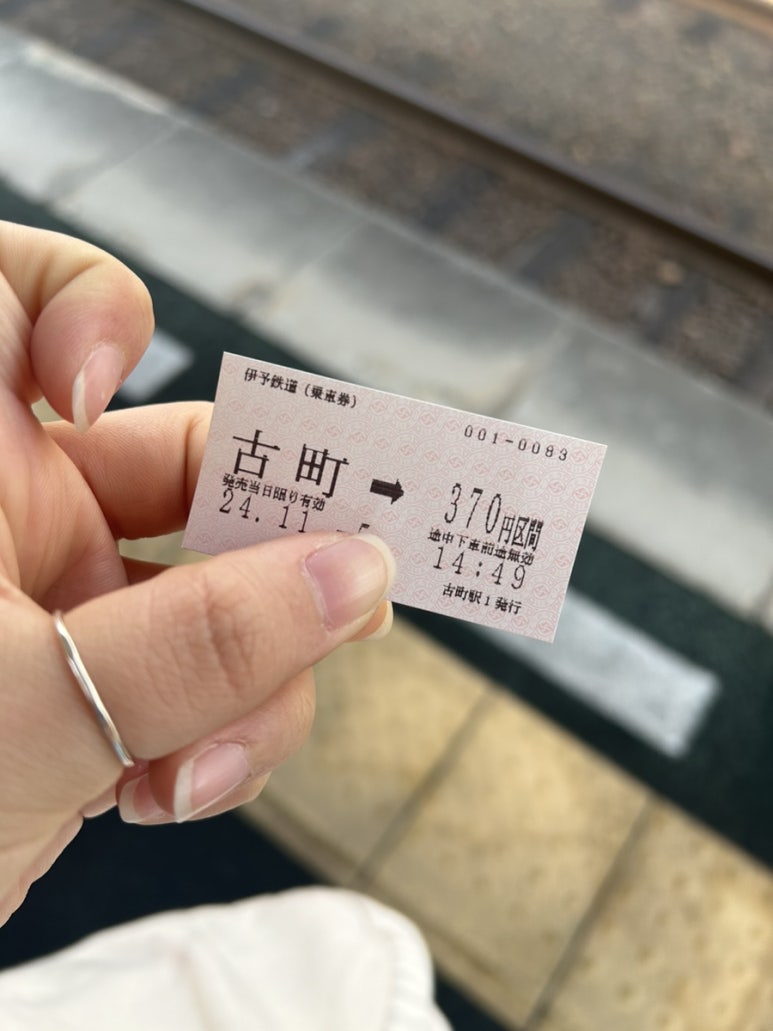 伊予鉄道（乗車券）
001-0083
古町 ➡ 370円区間
発売当日限り有効
途中下車前途無効
24.11.-5
14:49
古町駅1発行